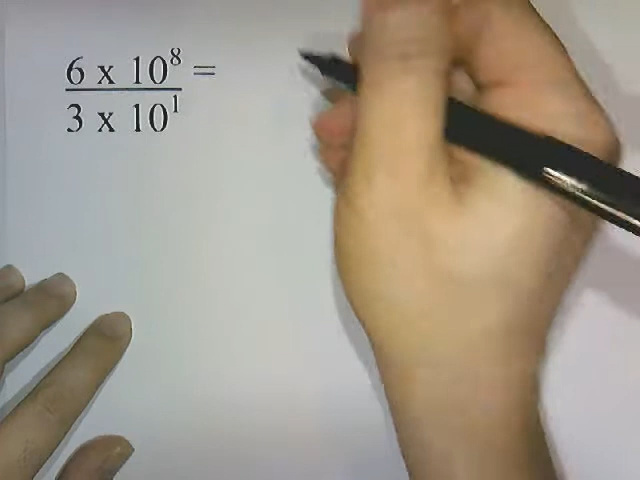 6 x 10⁸ =
3 x 10¹